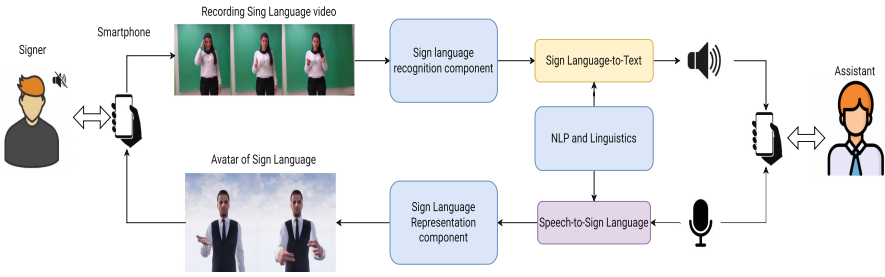 Recording Sing Language video
Smartphone
Signer
Sign language
recognition component
Sign Language-to-Text
Assistant
NLP and Linguistics
Avatar of Sign Language
Sign Language
Representation
component
Speech-to-Sign Language